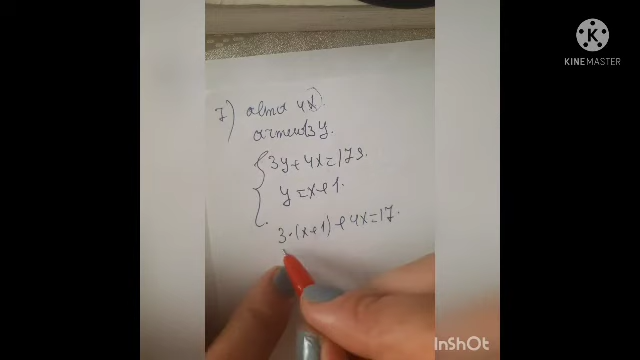 7) alma 4x
armud 3y.
3y+4x=17
y=x+1.
3·(x+1)+4x=17.
K
KINEMASTER
InShOt